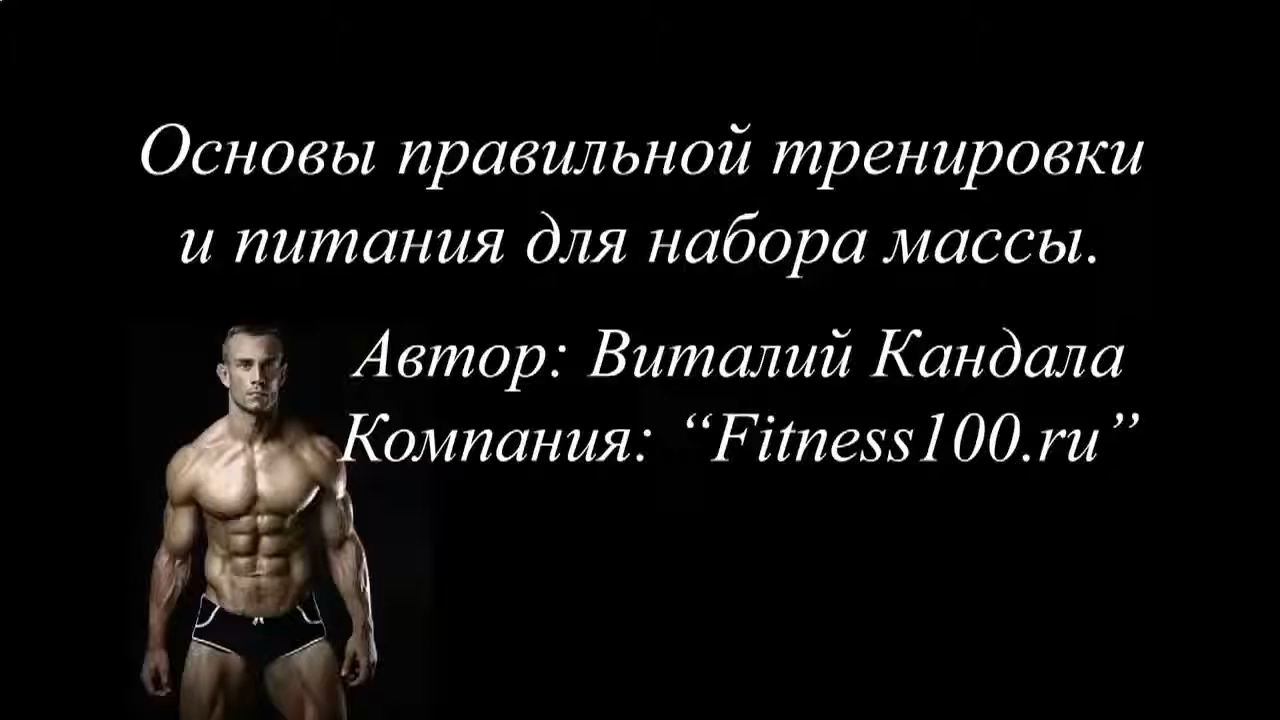 Основы правильной тренировки
и питания для набора массы.
Автор: Виталий Кандала
Компания: “Fitness100.ru”